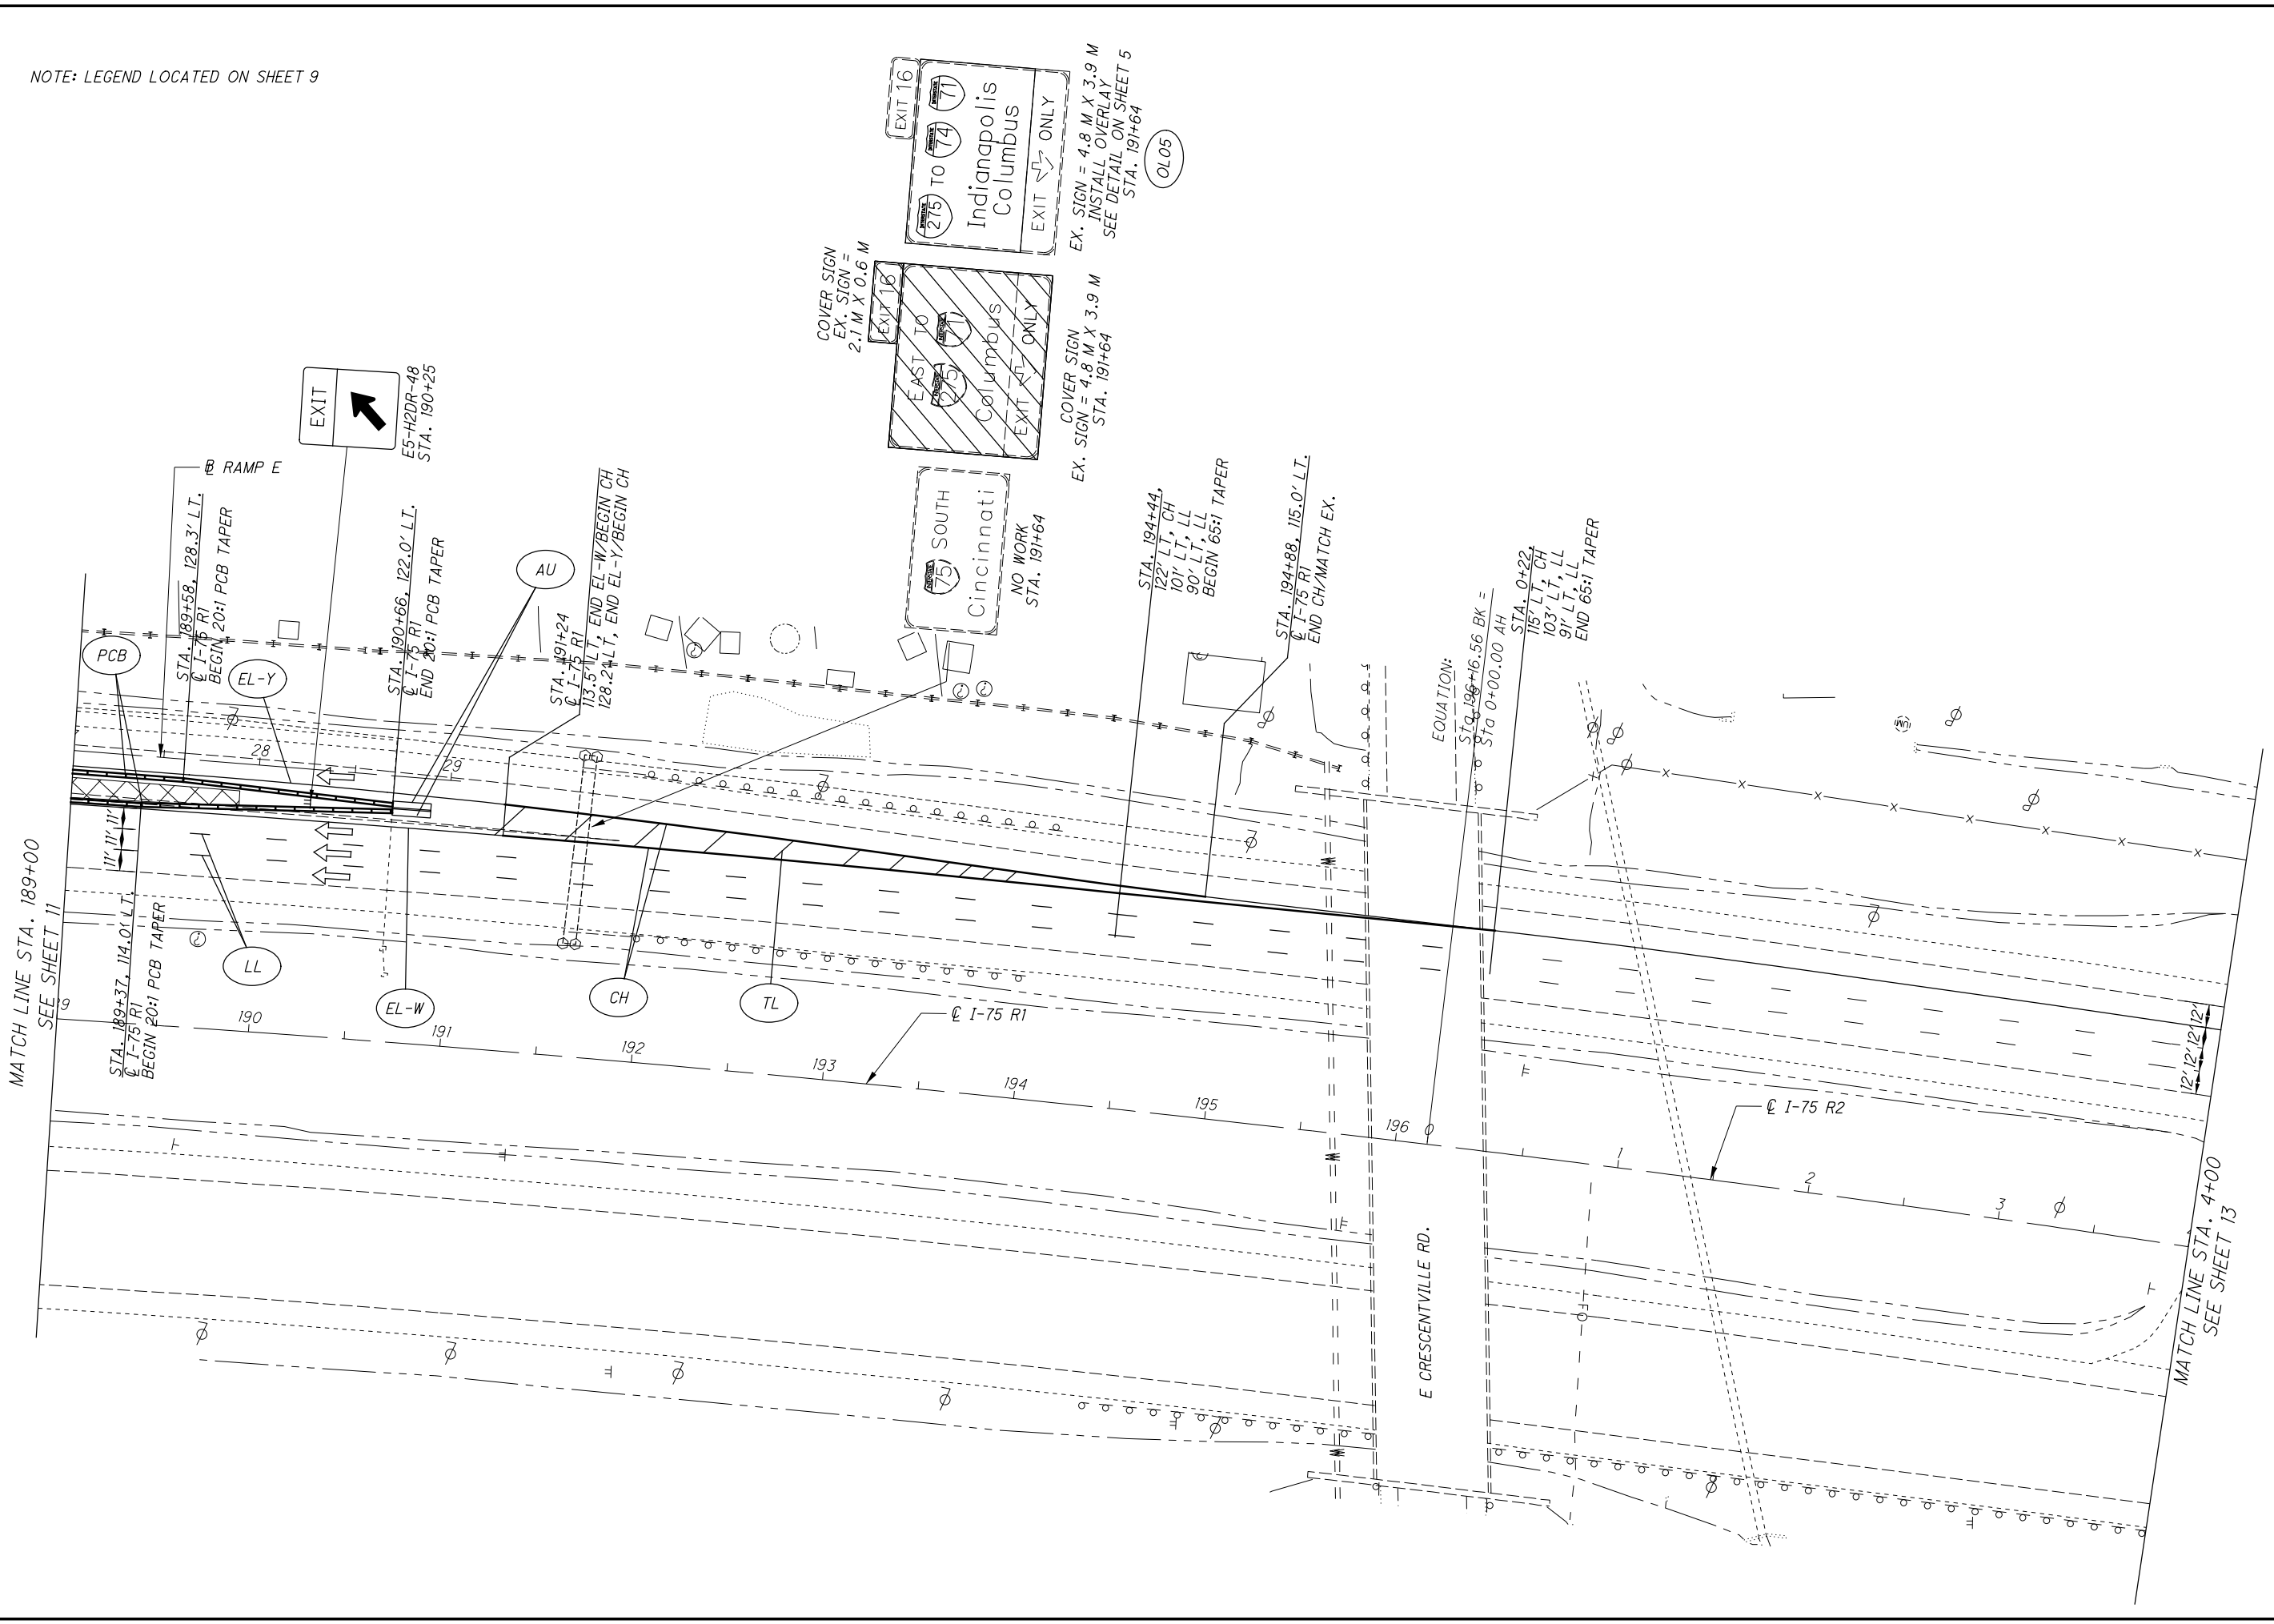 NOTE: LEGEND LOCATED ON SHEET 9
EXIT 16
INTERSTATE 275 TO INTERSTATE 74 INTERSTATE 71
Indianapolis
Columbus
EXIT ONLY
EX. SIGN = 4.8 M X 3.9 M
INSTALL OVERLAY
SEE DETAIL ON SHEET 5
STA. 191+64
OL05
COVER SIGN
EX. SIGN =
2.1 M X 0.6 M
EXIT 16
EAST TO
275 71
Columbus
EXIT ONLY
COVER SIGN
EX. SIGN = 4.8 M X 3.9 M
STA. 191+64
75 SOUTH
Cincinnati
NO WORK
STA. 191+64
EXIT
E5-H2DR-48
STA. 190+25
B RAMP E
STA. 189+58, 128.3' LT.
℄ I-75 R1
BEGIN 20:1 PCB TAPER
STA. 190+66, 122.0' LT.
℄ I-75 R1
END 20:1 PCB TAPER
STA. 191+24
℄ I-75 R1
113.5' LT, END EL-W/BEGIN CH
128.2' LT, END EL-Y/BEGIN CH
STA. 194+44,
122' LT, CH
101' LT, LL
90' LT, LL
BEGIN 65:1 TAPER
STA. 194+88, 115.0' LT.
℄ I-75 R1
END CH/MATCH EX.
EQUATION:
Sta 196+16.56 BK =
Sta 0+00.00 AH
STA. 0+22,
115' LT, CH
103' LT, LL
91' LT, LL
END 65:1 TAPER
PCB
EL-Y
AU
28
29
11' 11' 11'
MATCH LINE STA. 189+00
SEE SHEET 11
STA. 189+37, 114.0' LT.
℄ I-75 R1
BEGIN 20:1 PCB TAPER
LL
EL-W
CH
TL
190
191
192
193
194
195
196
0
1
2
3
℄ I-75 R1
℄ I-75 R2
12' 12' 12' 12'
E CRESCENTVILLE RD.
MATCH LINE STA. 4+00
SEE SHEET 13